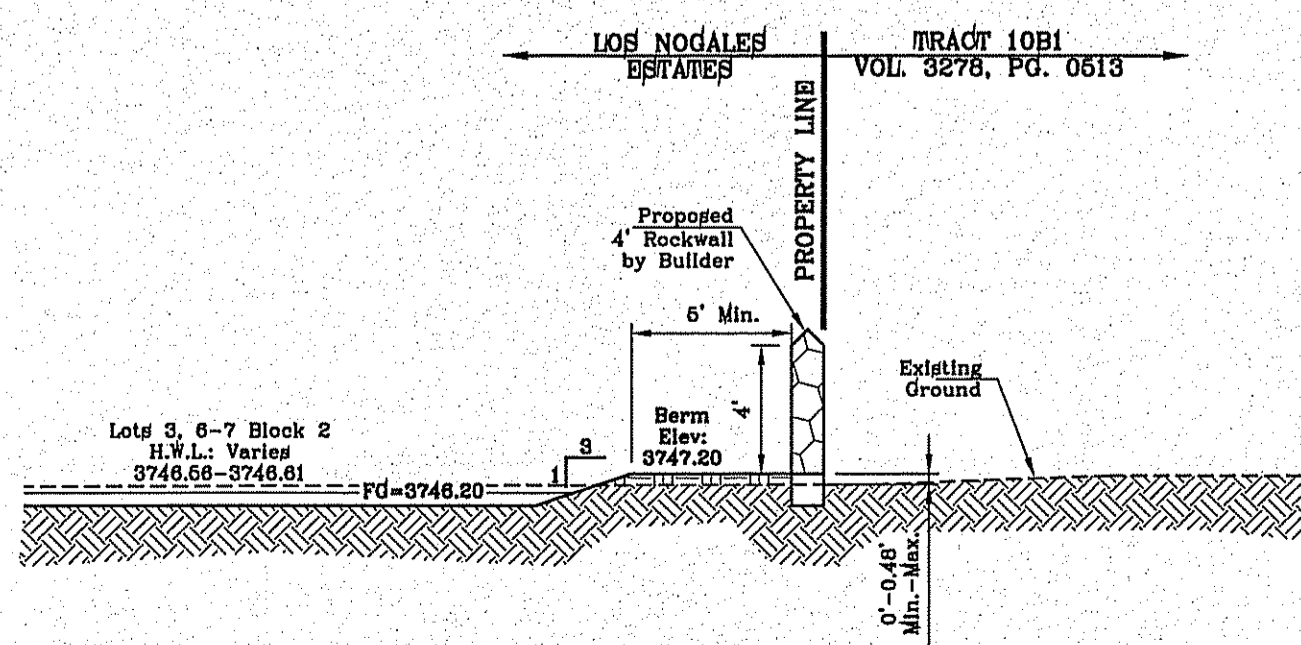 LOS NOGALES
ESTATES
TRACT 10B1
VOL. 3278, PG. 0513
PROPERTY LINE
Proposed
4' Rockwall
by Builder
5' Min.
4'
Berm
Elev:
3747.20
Existing
Ground
Lots 3, 6-7 Block 2
H.W.L.: Varies
3746.56-3746.61
3
1
FG=3746.20
0'-0.48'
Min.-Max.